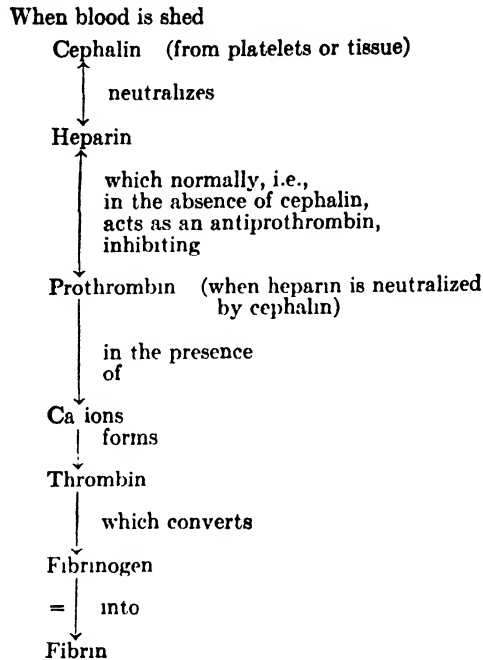 When blood is shed
Cephalin (from platelets or tissue)
neutralizes
Heparin
which normally, i.e.,
in the absence of cephalin,
acts as an antiprothrombin,
inhibiting
Prothrombin (when heparin is neutralized
by cephalin)
in the presence
of
Ca ions
forms
Thrombin
which converts
Fibrinogen
= into
Fibrin